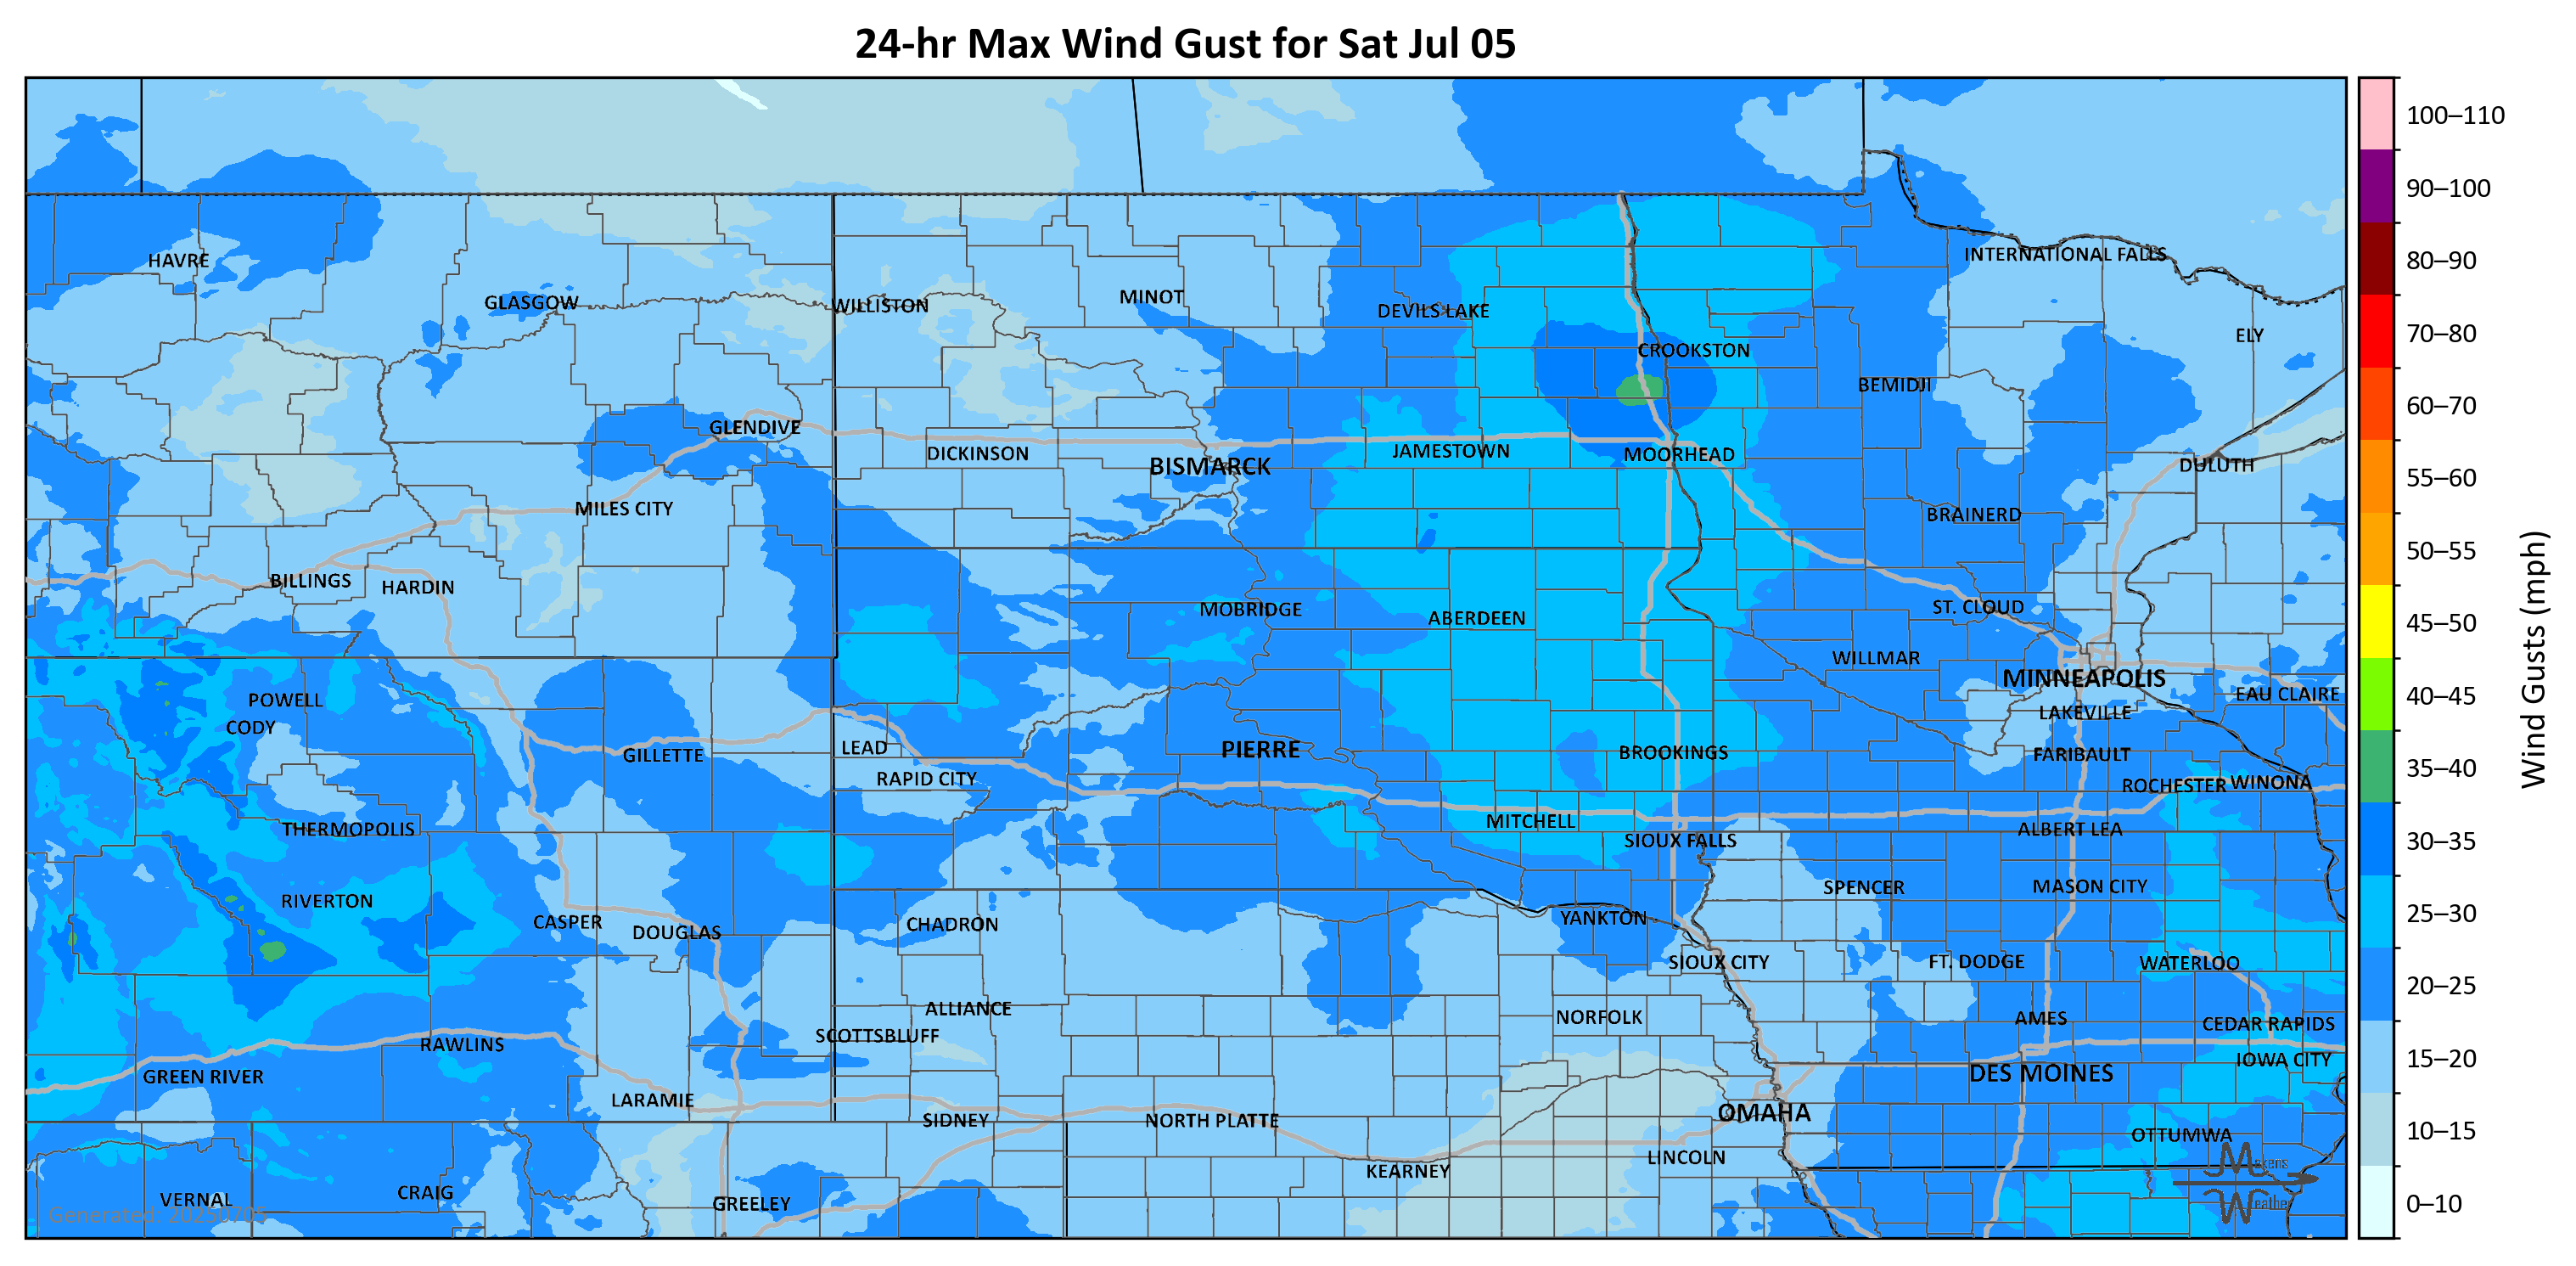 24-hr Max Wind Gust for Sat Jul 05
100–110
90–100
80–90
70–80
60–70
55–60
50–55
45–50
40–45
35–40
30–35
25–30
20–25
15–20
10–15
0–10
Wind Gusts (mph)
HAVRE
INTERNATIONAL FALLS
GLASGOW
WILLISTON
MINOT
DEVILS LAKE
ELY
CROOKSTON
BEMIDJI
GLENDIVE
DICKINSON
BISMARCK
JAMESTOWN
MOORHEAD
DULUTH
MILES CITY
BRAINERD
BILLINGS
HARDIN
MOBRIDGE
ABERDEEN
ST. CLOUD
WILLMAR
MINNEAPOLIS
POWELL
EAU CLAIRE
CODY
LAKEVILLE
GILLETTE
LEAD
PIERRE
BROOKINGS
FARIBAULT
RAPID CITY
ROCHESTER
WINONA
THERMOPOLIS
MITCHELL
ALBERT LEA
SIOUX FALLS
RIVERTON
SPENCER
MASON CITY
CASPER
DOUGLAS
CHADRON
YANKTON
SIOUX CITY
FT. DODGE
WATERLOO
ALLIANCE
NORFOLK
AMES
CEDAR RAPIDS
SCOTTSBLUFF
RAWLINS
IOWA CITY
GREEN RIVER
DES MOINES
LARAMIE
SIDNEY
NORTH PLATTE
OMAHA
OTTUMWA
KEARNEY
LINCOLN
VERNAL
CRAIG
GREELEY
Makens
Weather